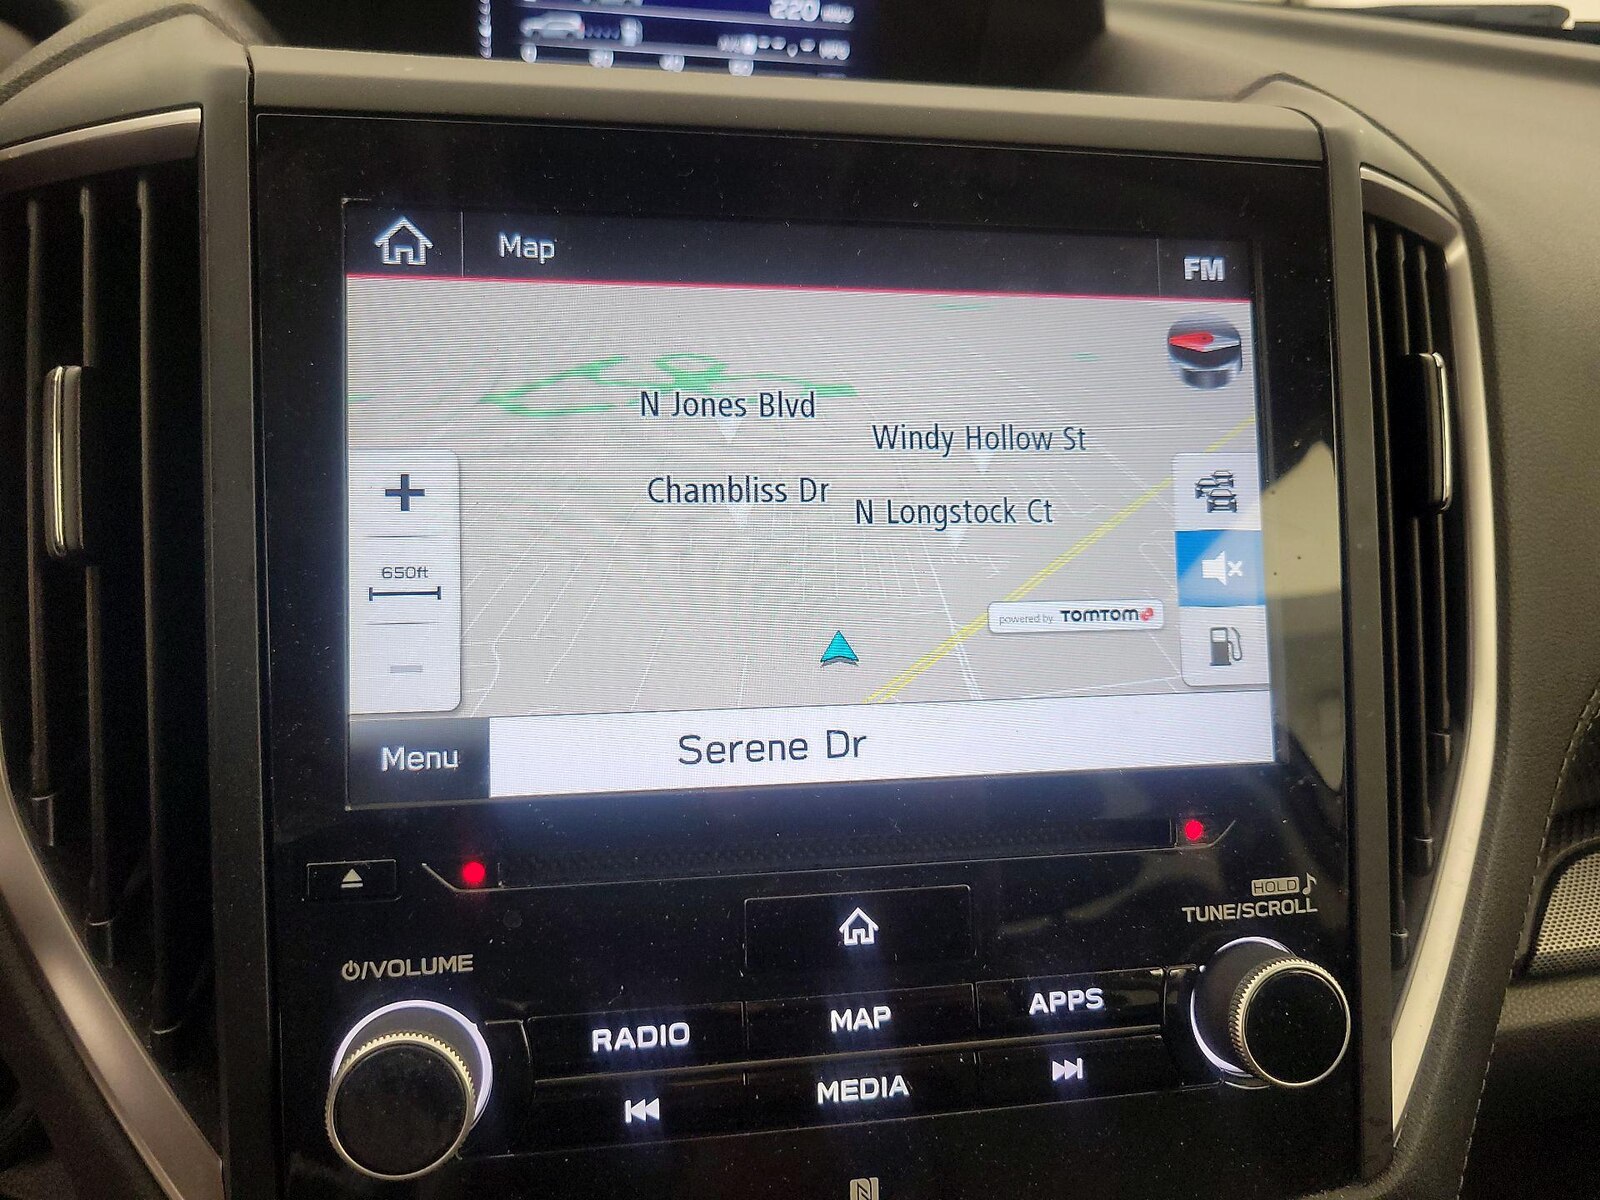 220
Map
FM
N Jones Blvd
Windy Hollow St
Chambliss Dr
N Longstock Ct
650ft
powered by TOMTOM
Menu
Serene Dr
HOLD
TUNE/SCROLL
/VOLUME
RADIO
MAP
APPS
MEDIA